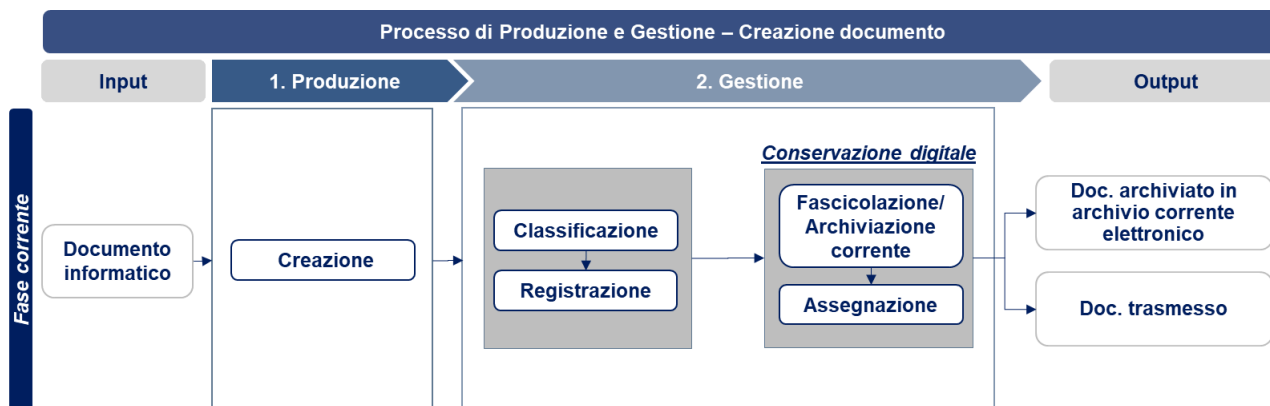 Processo di Produzione e Gestione – Creazione documento
Input
1. Produzione
2. Gestione
Output
Fase corrente
Documento
informatico
Creazione
Classificazione
Registrazione
Conservazione digitale
Fascicolazione/
Archiviazione
corrente
Assegnazione
Doc. archiviato in
archivio corrente
elettronico
Doc. trasmesso